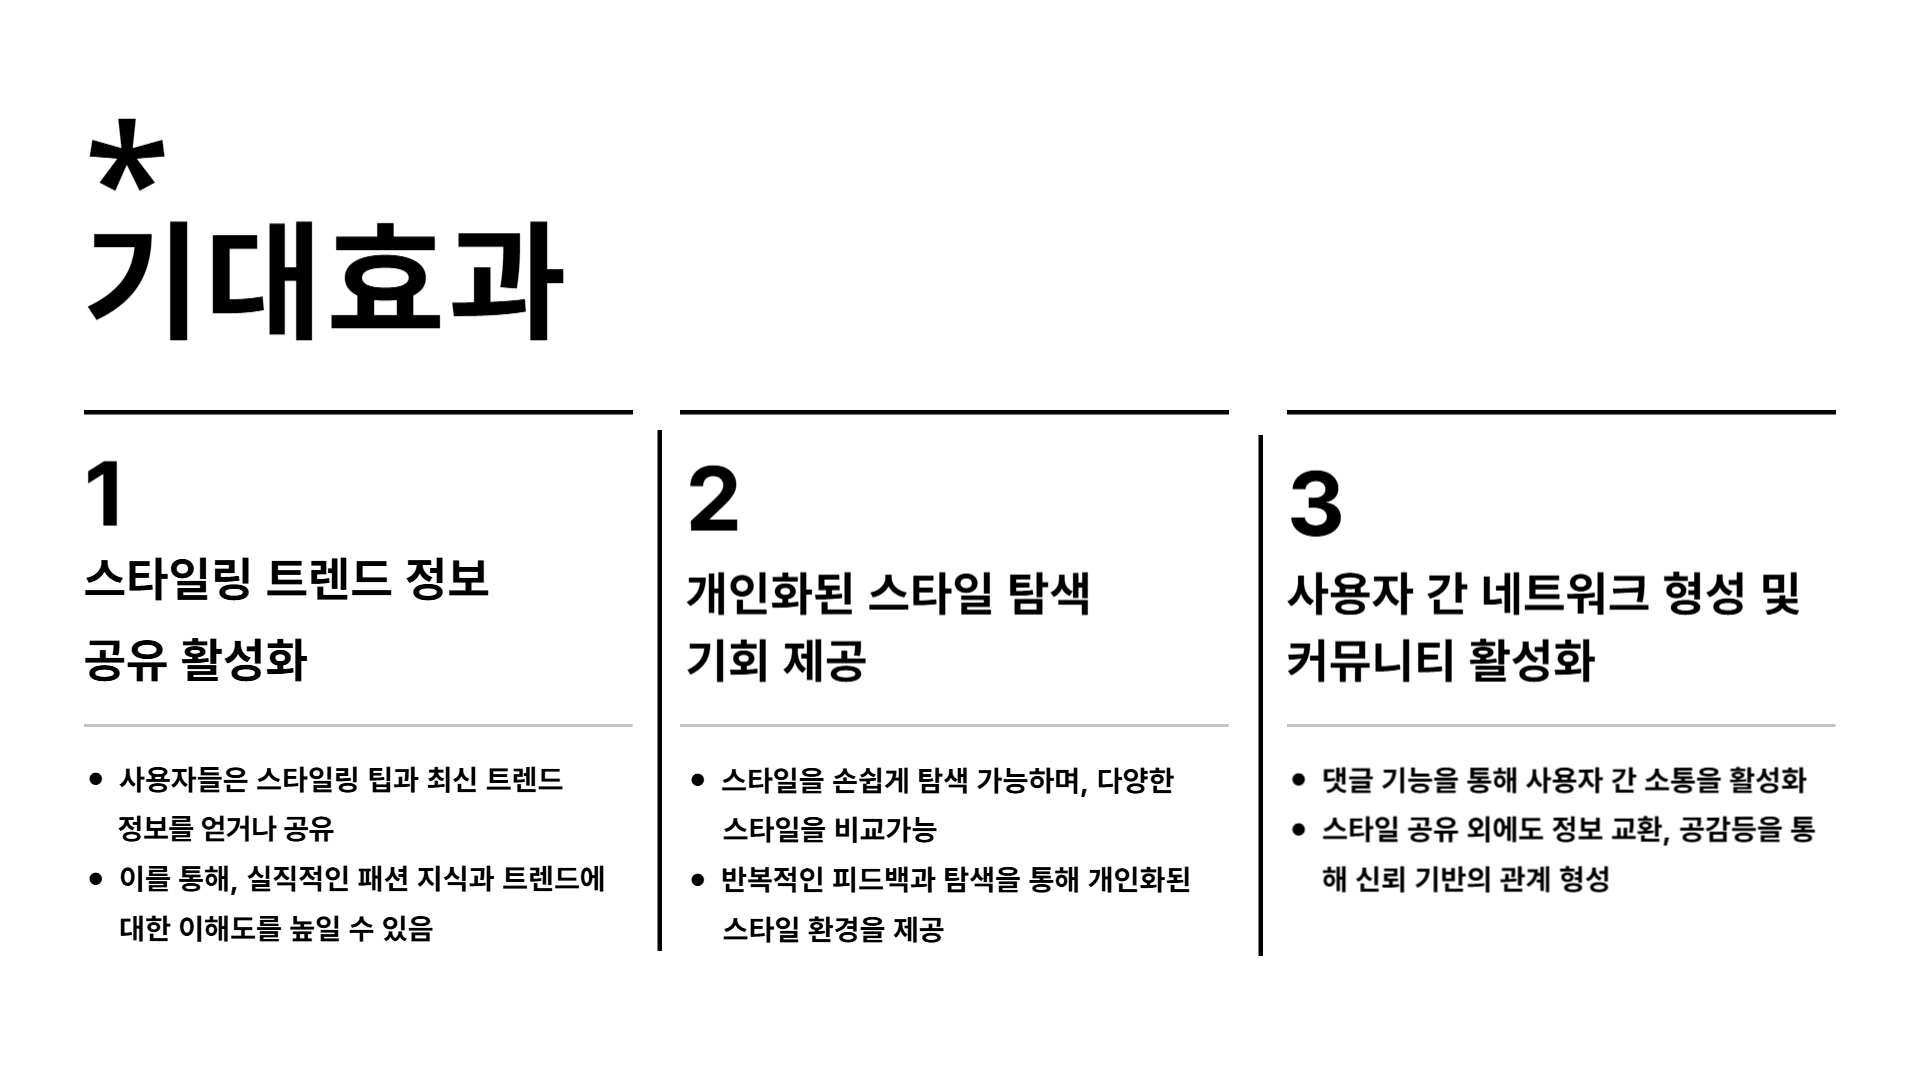 *
기대효과
1
스타일링 트렌드 정보
공유 활성화
• 사용자들은 스타일링 팁과 최신 트렌드
정보를 얻거나 공유
• 이를 통해, 실직적인 패션 지식과 트렌드에
대한 이해도를 높일 수 있음
2
개인화된 스타일 탐색
기회 제공
• 스타일을 손쉽게 탐색 가능하며, 다양한
스타일을 비교가능
• 반복적인 피드백과 탐색을 통해 개인화된
스타일 환경을 제공
3
사용자 간 네트워크 형성 및
커뮤니티 활성화
• 댓글 기능을 통해 사용자 간 소통을 활성화
• 스타일 공유 외에도 정보 교환, 공감등을 통
해 신뢰 기반의 관계 형성